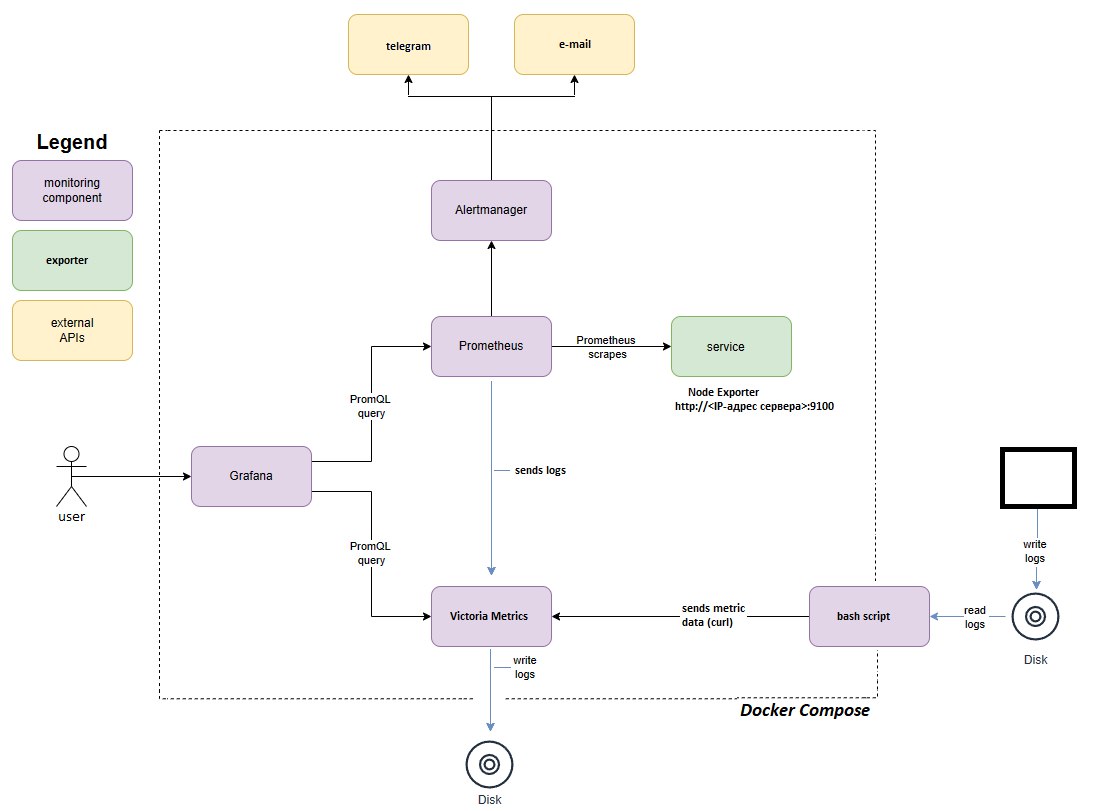 telegram
e-mail
Legend
monitoring
component
exporter
external
APIs
Alertmanager
Prometheus
Prometheus
scrapes
service
Node Exporter
http://<IP-адрес сервера>:9100
PromQL
query
sends logs
Grafana
user
PromQL
query
write
logs
Victoria Metrics
sends metric
data (curl)
bash script
read
logs
Disk
write
logs
Docker Compose
Disk